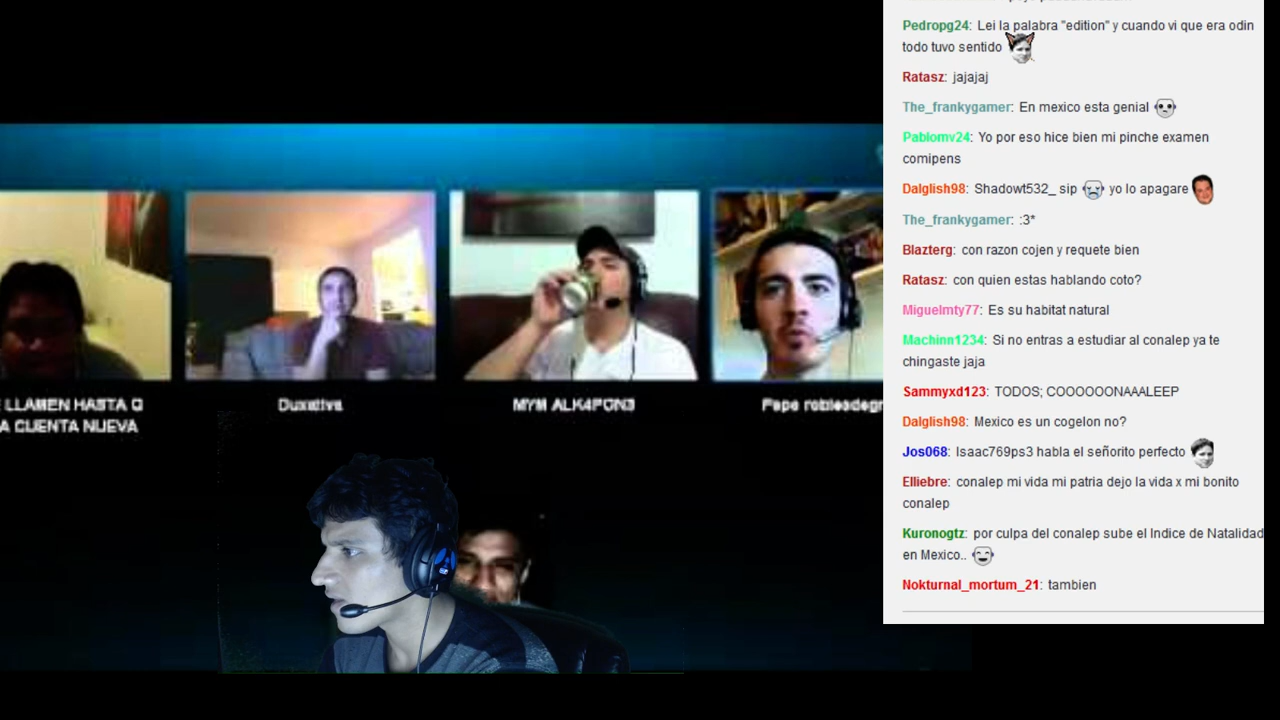 LLAMEN HASTA Q
A CUENTA NUEVA
Duxativa
MYM ALK4PON3
Pepe roblesdegr
Pedropg24: Lei la palabra "edition" y cuando vi que era odin
todo tuvo sentido
Ratasz: jajajaj
The_frankygamer: En mexico esta genial
Pablomv24: Yo por eso hice bien mi pinche examen
comipens
Dalglish98: Shadowt532_ sip yo lo apagare
The_frankygamer: :3*
Blazterg: con razon cojen y requete bien
Ratasz: con quien estas hablando coto?
Miguelmty77: Es su habitat natural
Machinn1234: Si no entras a estudiar al conalep ya te
chingaste jaja
Sammyxd123: TODOS; COOOOOONAAALEEP
Dalglish98: Mexico es un cogelon no?
Jos068: Isaac769ps3 habla el señorito perfecto
Elliebre: conalep mi vida mi patria dejo la vida x mi bonito
conalep
Kuronogtz: por culpa del conalep sube el Indice de Natalidad
en Mexico..
Nokturnal_mortum_21: tambien